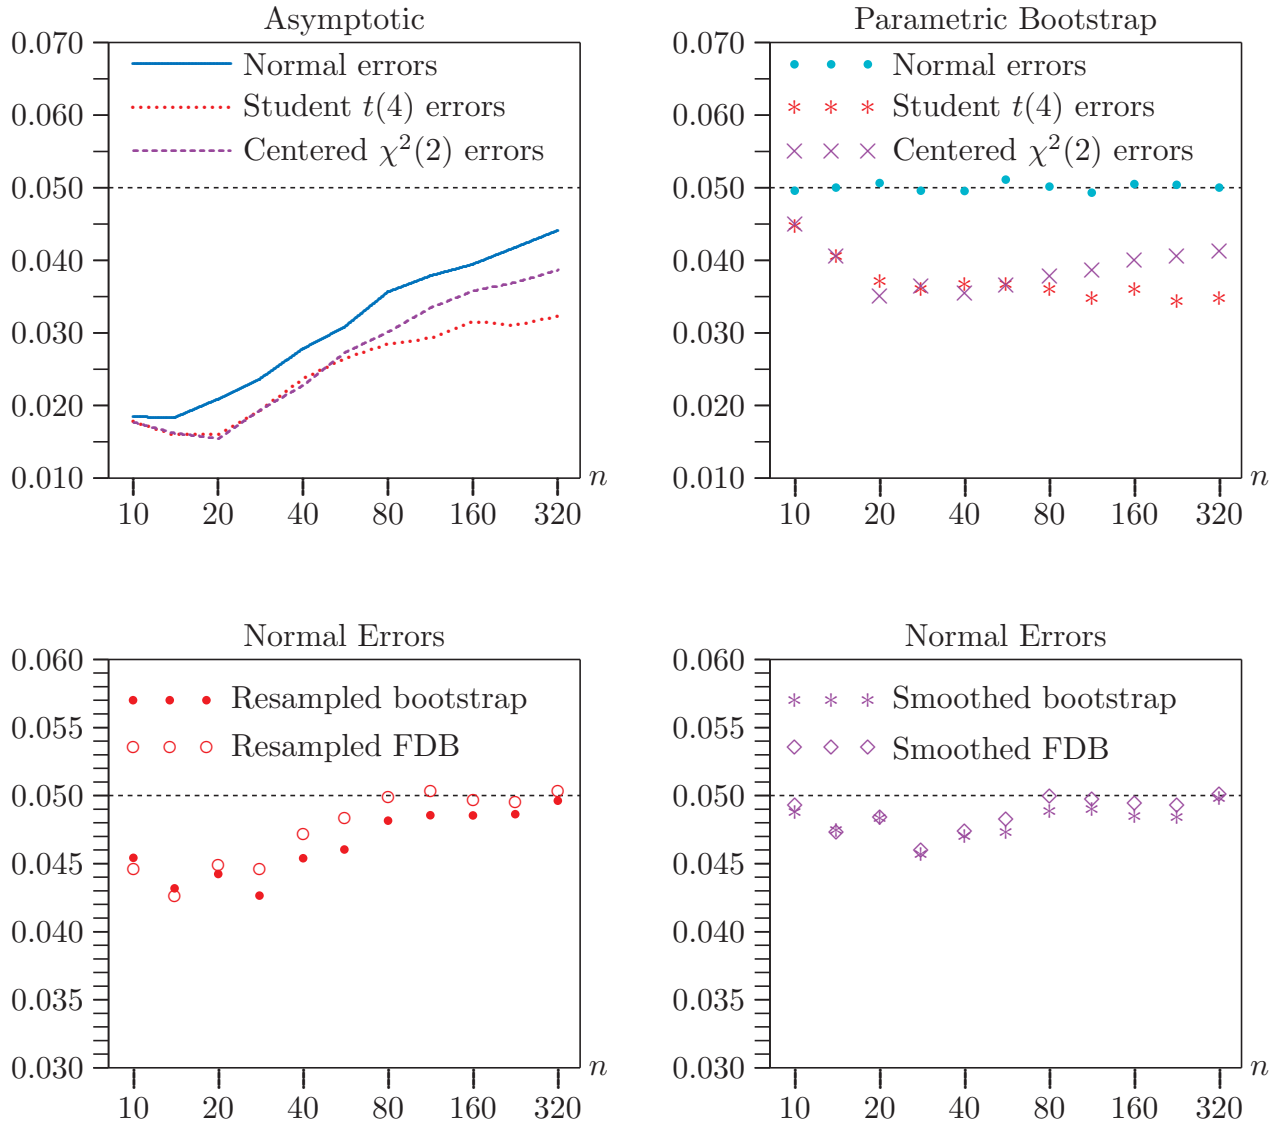 Asymptotic
0.070
0.060
0.050
0.040
0.030
0.020
0.010
Normal errors
Student t(4) errors
Centered χ²(2) errors
10 20 40 80 160 320
n
Parametric Bootstrap
0.070
0.060
0.050
0.040
0.030
0.020
0.010
Normal errors
Student t(4) errors
Centered χ²(2) errors
10 20 40 80 160 320
n
Normal Errors
0.060
0.055
0.050
0.045
0.040
0.035
0.030
Resampled bootstrap
Resampled FDB
10 20 40 80 160 320
n
Normal Errors
0.060
0.055
0.050
0.045
0.040
0.035
0.030
Smoothed bootstrap
Smoothed FDB
10 20 40 80 160 320
n